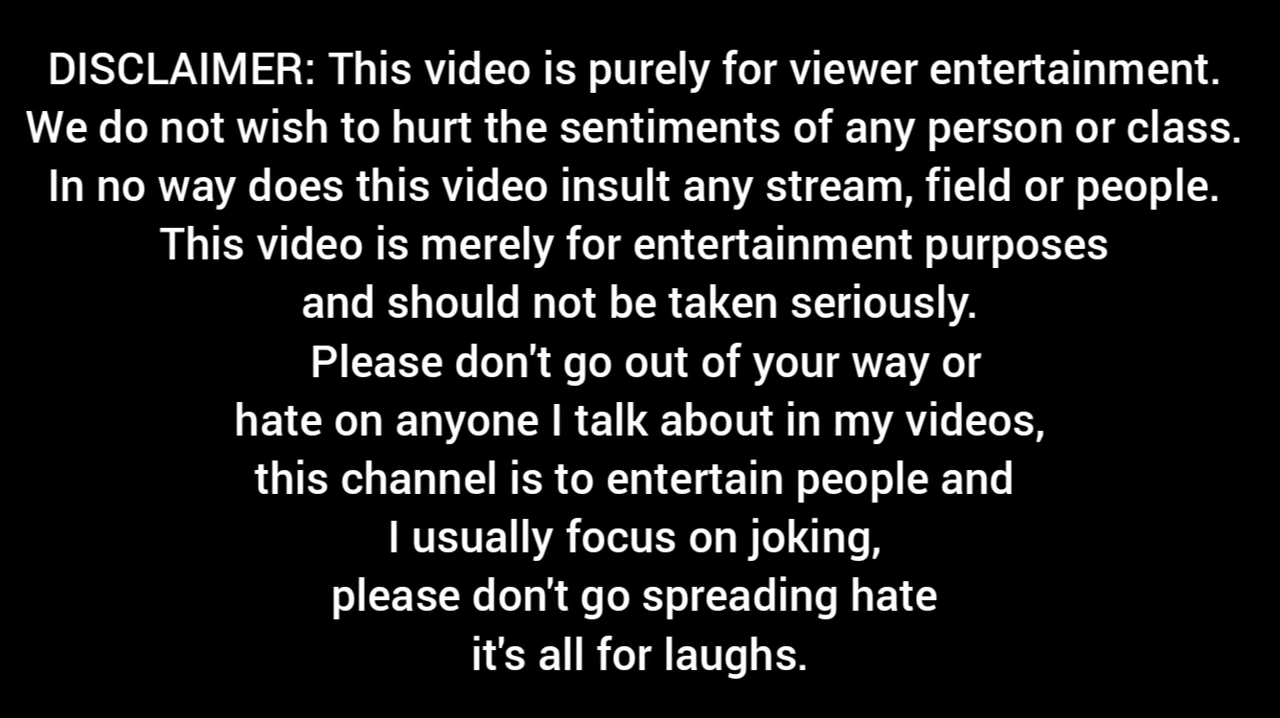 DISCLAIMER: This video is purely for viewer entertainment.
We do not wish to hurt the sentiments of any person or class.
In no way does this video insult any stream, field or people.
This video is merely for entertainment purposes
and should not be taken seriously.
Please don't go out of your way or
hate on anyone I talk about in my videos,
this channel is to entertain people and
I usually focus on joking,
please don't go spreading hate
it's all for laughs.